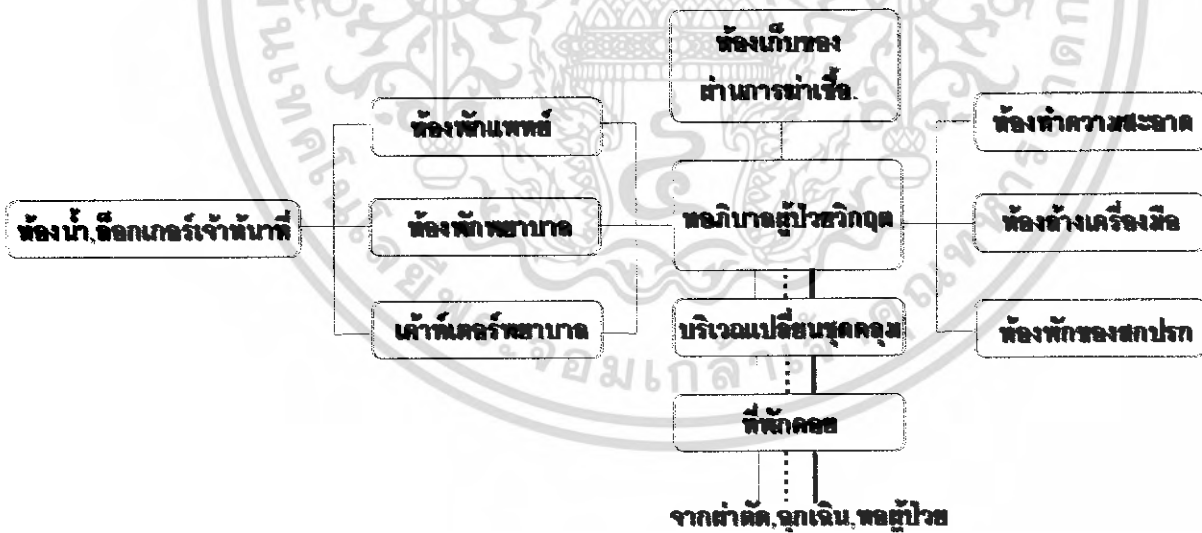 ห้องเก็บของ
ผ่านการฆ่าเชื้อ
ห้องพักแพทย์
ห้องทำความสะอาด
ห้องน้ำ,ล็อกเกอร์เจ้าหน้าที่
ห้องพักพยาบาล
หออภิบาลผู้ป่วยวิกฤต
ห้องล้างเครื่องมือ
เค้าท์เตอร์พยาบาล
บริเวณเปลี่ยนชุดคลุม
ห้องพักของสกปรก
ที่พักคอย
จากผ่าตัด,ฉุกเฉิน,หอผู้ป่วย